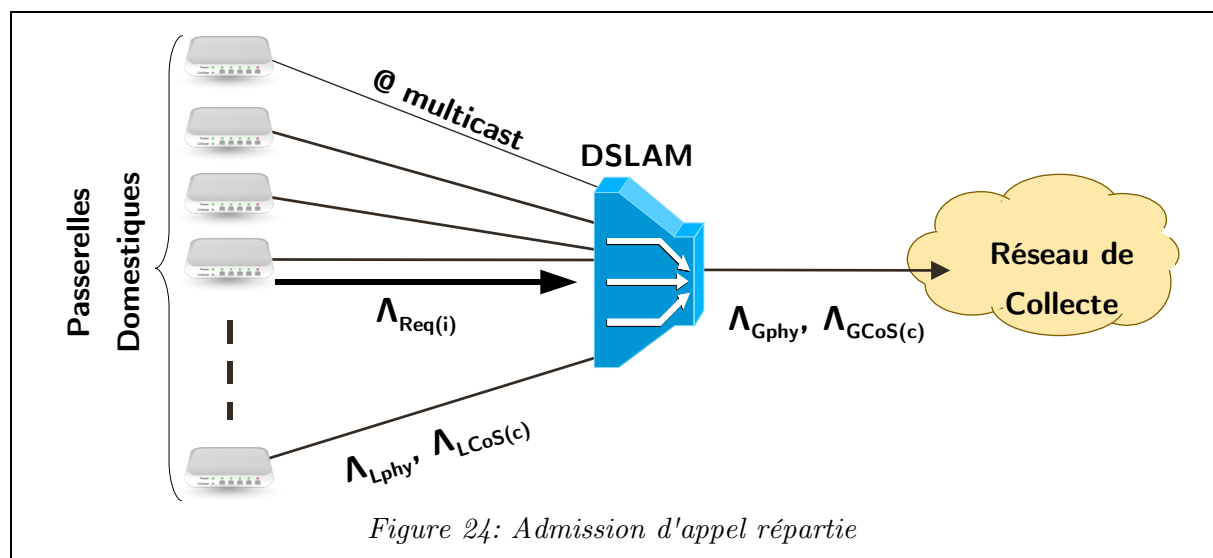 @ multicast
DSLAM
Passerelles
Domestiques
ΛReq(i)
ΛGphy, ΛGCoS(c)
Réseau de
Collecte
ΛLphy, ΛLCoS(c)
Figure 24: Admission d'appel répartie